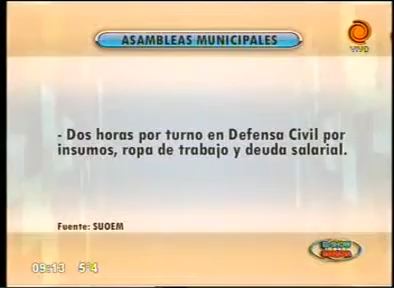 ASAMBLEAS MUNICIPALES
VIVO
- Dos horas por turno en Defensa Civil por
insumos, ropa de trabajo y deuda salarial.
Fuente: SUOEM
09:13 5°4